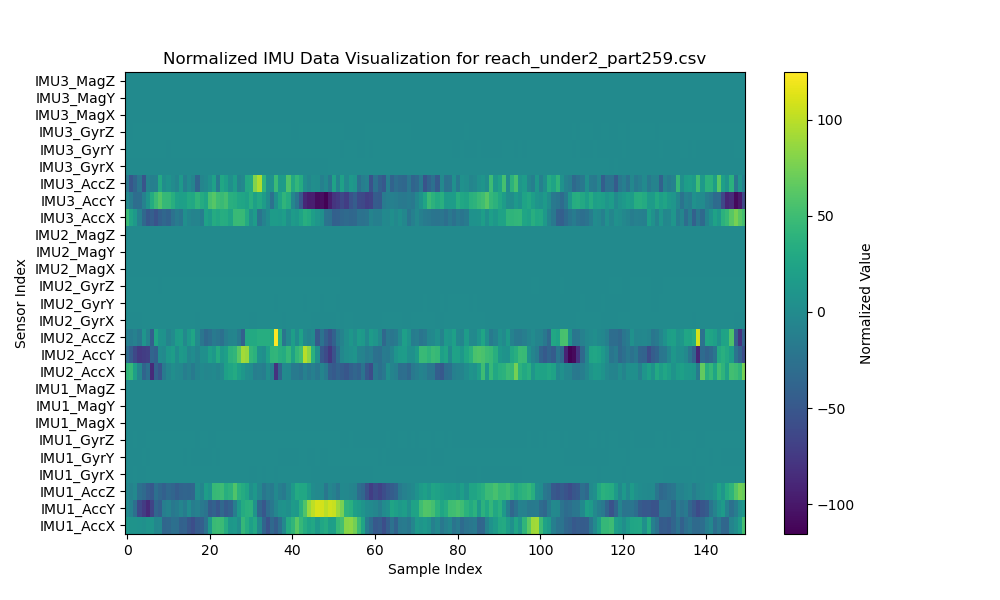 Normalized IMU Data Visualization for reach_under2_part259.csv
IMU3_MagZ
IMU3_MagY
IMU3_MagX
IMU3_GyrZ
IMU3_GyrY
IMU3_GyrX
IMU3_AccZ
IMU3_AccY
IMU3_AccX
IMU2_MagZ
IMU2_MagY
IMU2_MagX
IMU2_GyrZ
IMU2_GyrY
IMU2_GyrX
IMU2_AccZ
IMU2_AccY
IMU2_AccX
IMU1_MagZ
IMU1_MagY
IMU1_MagX
IMU1_GyrZ
IMU1_GyrY
IMU1_GyrX
IMU1_AccZ
IMU1_AccY
IMU1_AccX
Sensor Index
0 20 40 60 80 100 120 140
Sample Index
100
50
0
−50
−100
Normalized Value